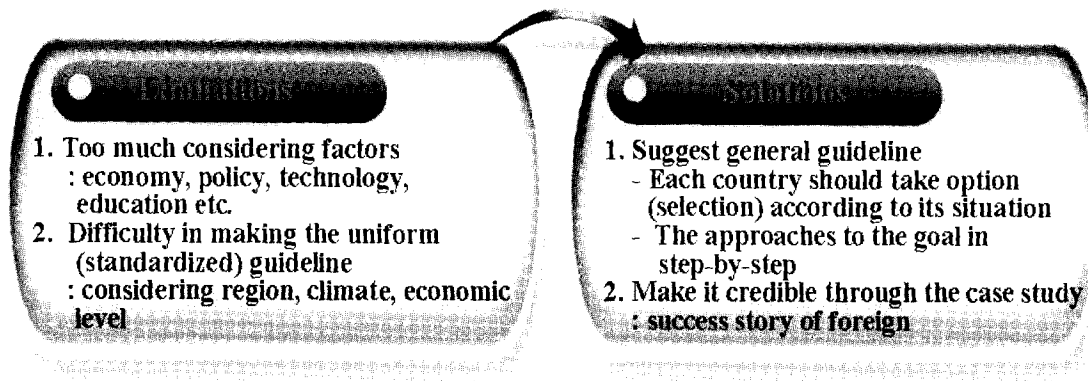 Limitations
1. Too much considering factors
: economy, policy, technology,
education etc.
2. Difficulty in making the uniform
(standardized) guideline
: considering region, climate, economic
level
Solutions
1. Suggest general guideline
- Each country should take option
(selection) according to its situation
- The approaches to the goal in
step-by-step
2. Make it credible through the case study
: success story of foreign